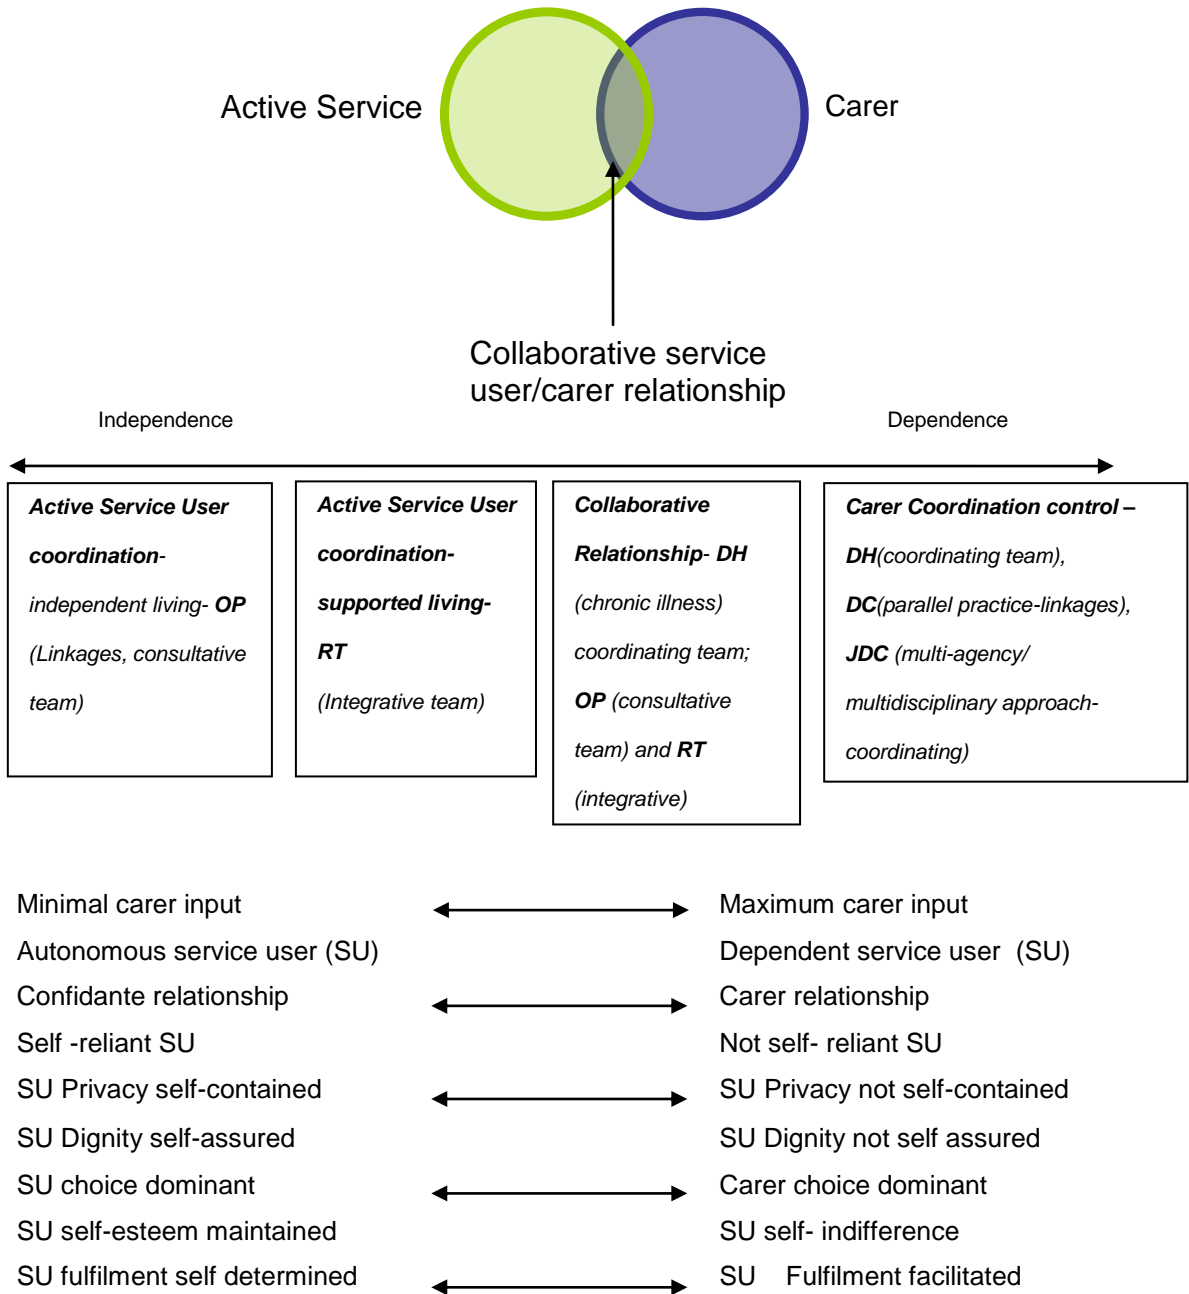 Active Service
Carer
Collaborative service
user/carer relationship
Independence
Dependence
Active Service User
coordination-
independent living- OP
(Linkages, consultative
team)
Active Service User
coordination-
supported living-
RT
(Integrative team)
Collaborative
Relationship- DH
(chronic illness)
coordinating team;
OP (consultative
team) and RT
(integrative)
Carer Coordination control –
DH(coordinating team),
DC(parallel practice-linkages),
JDC (multi-agency/
multidisciplinary approach-
coordinating)
Minimal carer input
Maximum carer input
Autonomous service user (SU)
Dependent service user (SU)
Confidante relationship
Carer relationship
Self -reliant SU
Not self- reliant SU
SU Privacy self-contained
SU Privacy not self-contained
SU Dignity self-assured
SU Dignity not self assured
SU choice dominant
Carer choice dominant
SU self-esteem maintained
SU self- indifference
SU fulfilment self determined
SU Fulfilment facilitated